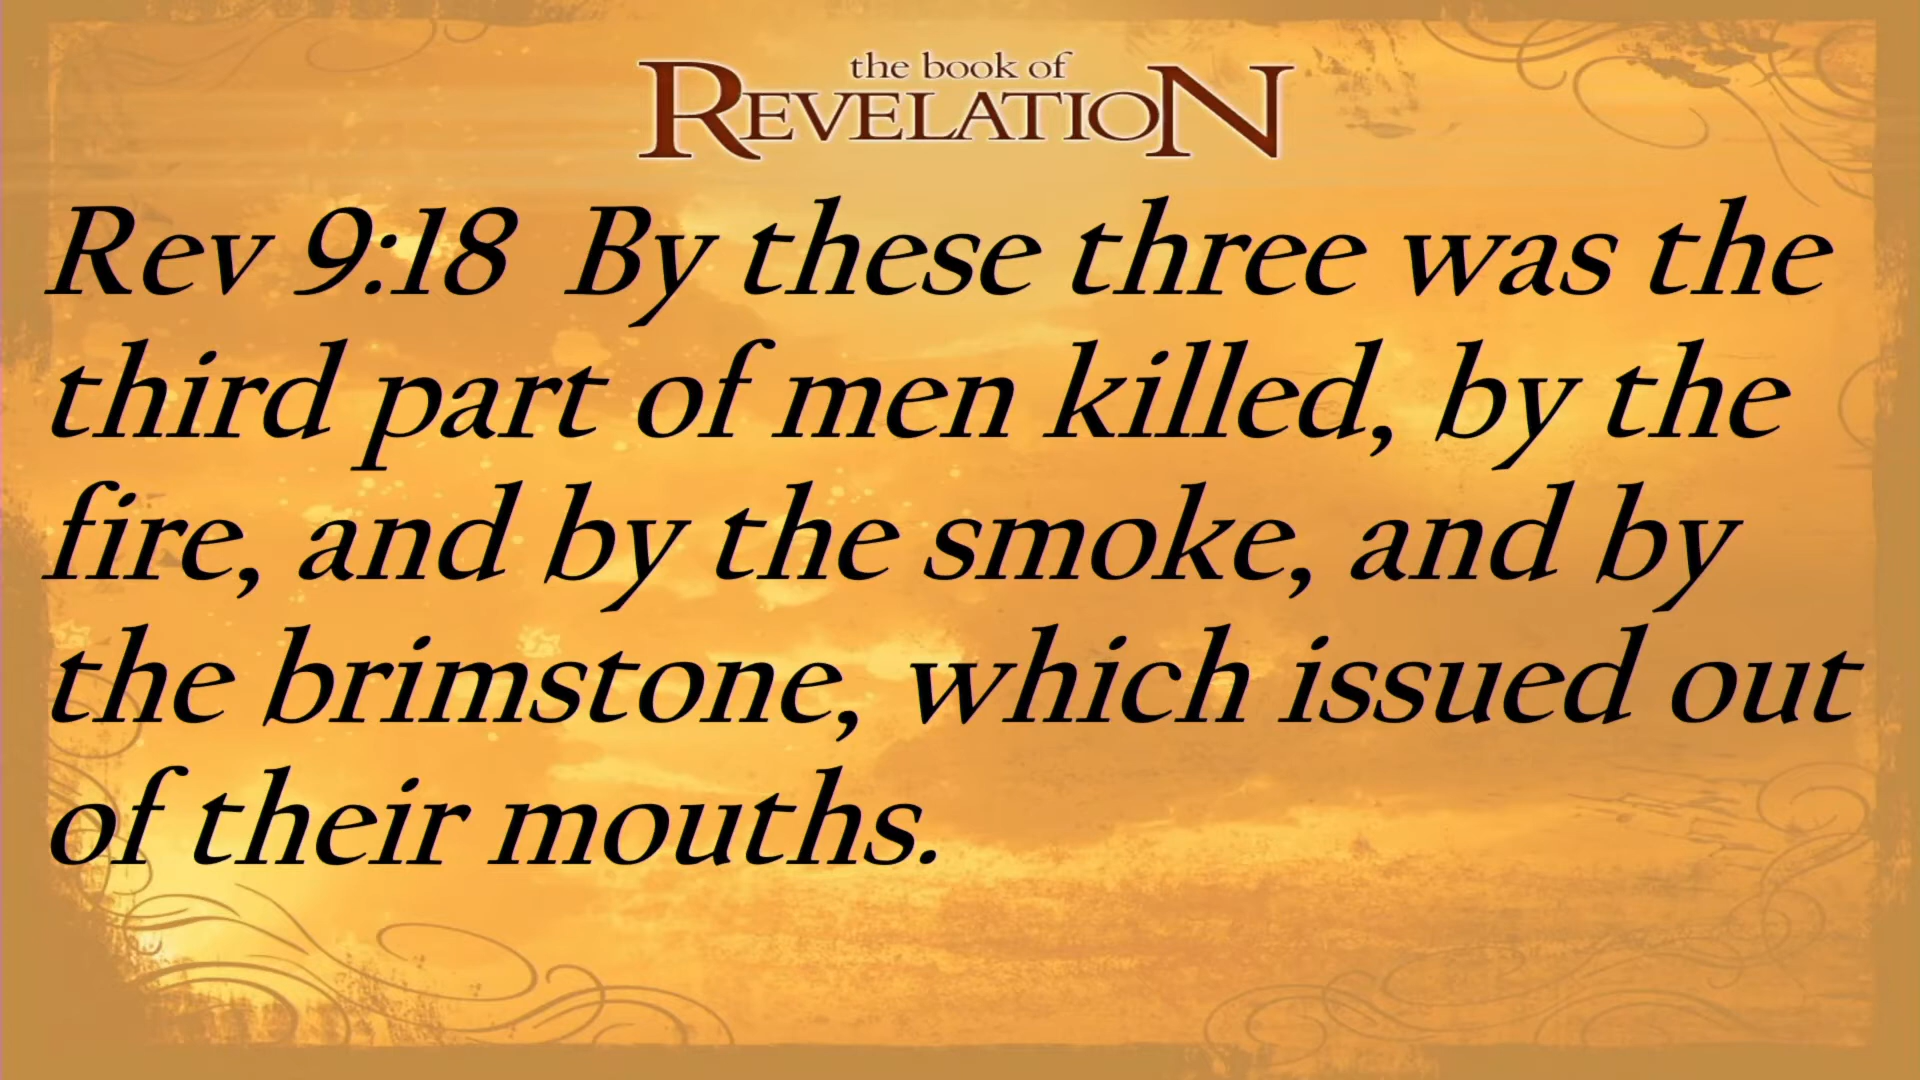 the book of
REVELATION
Rev 9:18  By these three was the
third part of men killed, by the
fire, and by the smoke, and by
the brimstone, which issued out
of their mouths.